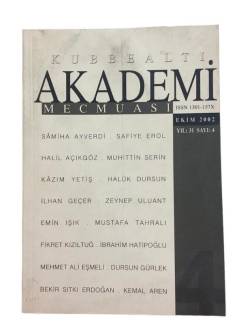 KUBBEALTI
AKADEMİ
MECMUASI
ISSN 1301-157X
EKİM 2002
YIL: 31 SAYI: 4
SÂMİHA AYVERDİ . SAFİYE EROL
HALİL AÇIKGÖZ . MUHİTTİN SERİN
KÂZIM YETİŞ . HALÛK DURSUN
İLHAN GEÇER . ZEYNEP ULUANT
EMİN IŞIK . MUSTAFA TAHRALI
FİKRET KIZILTUĞ . İBRAHİM HATİPOĞLU
MEHMET ALİ EŞMELİ . DURSUN GÜRLEK
BEKİR SITKI ERDOĞAN . KEMAL AREN
4